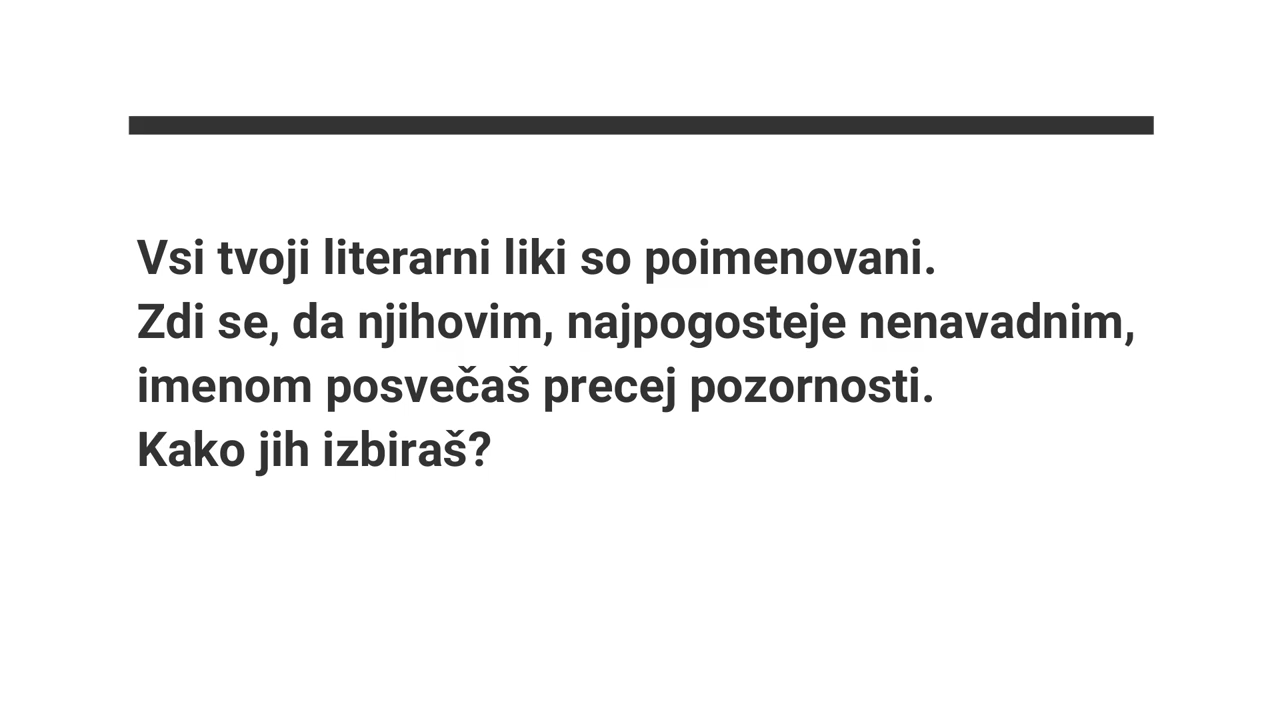 Vsi tvoji literarni liki so poimenovani.
Zdi se, da njihovim, najpogosteje nenavadnim,
imenom posvečaš precej pozornosti.
Kako jih izbiraš?